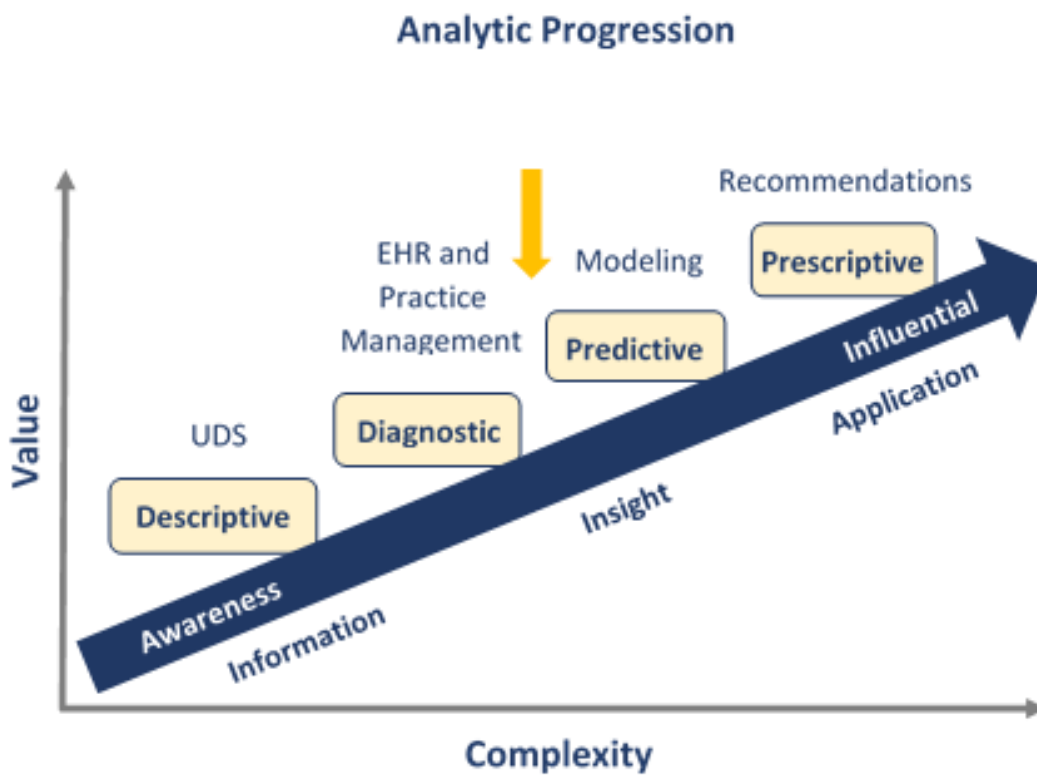 Analytic Progression
Recommendations
EHR and
Practice
Management
Modeling
Prescriptive
Predictive
UDS
Diagnostic
Descriptive
Value
Awareness
Influential
Information
Insight
Application
Complexity